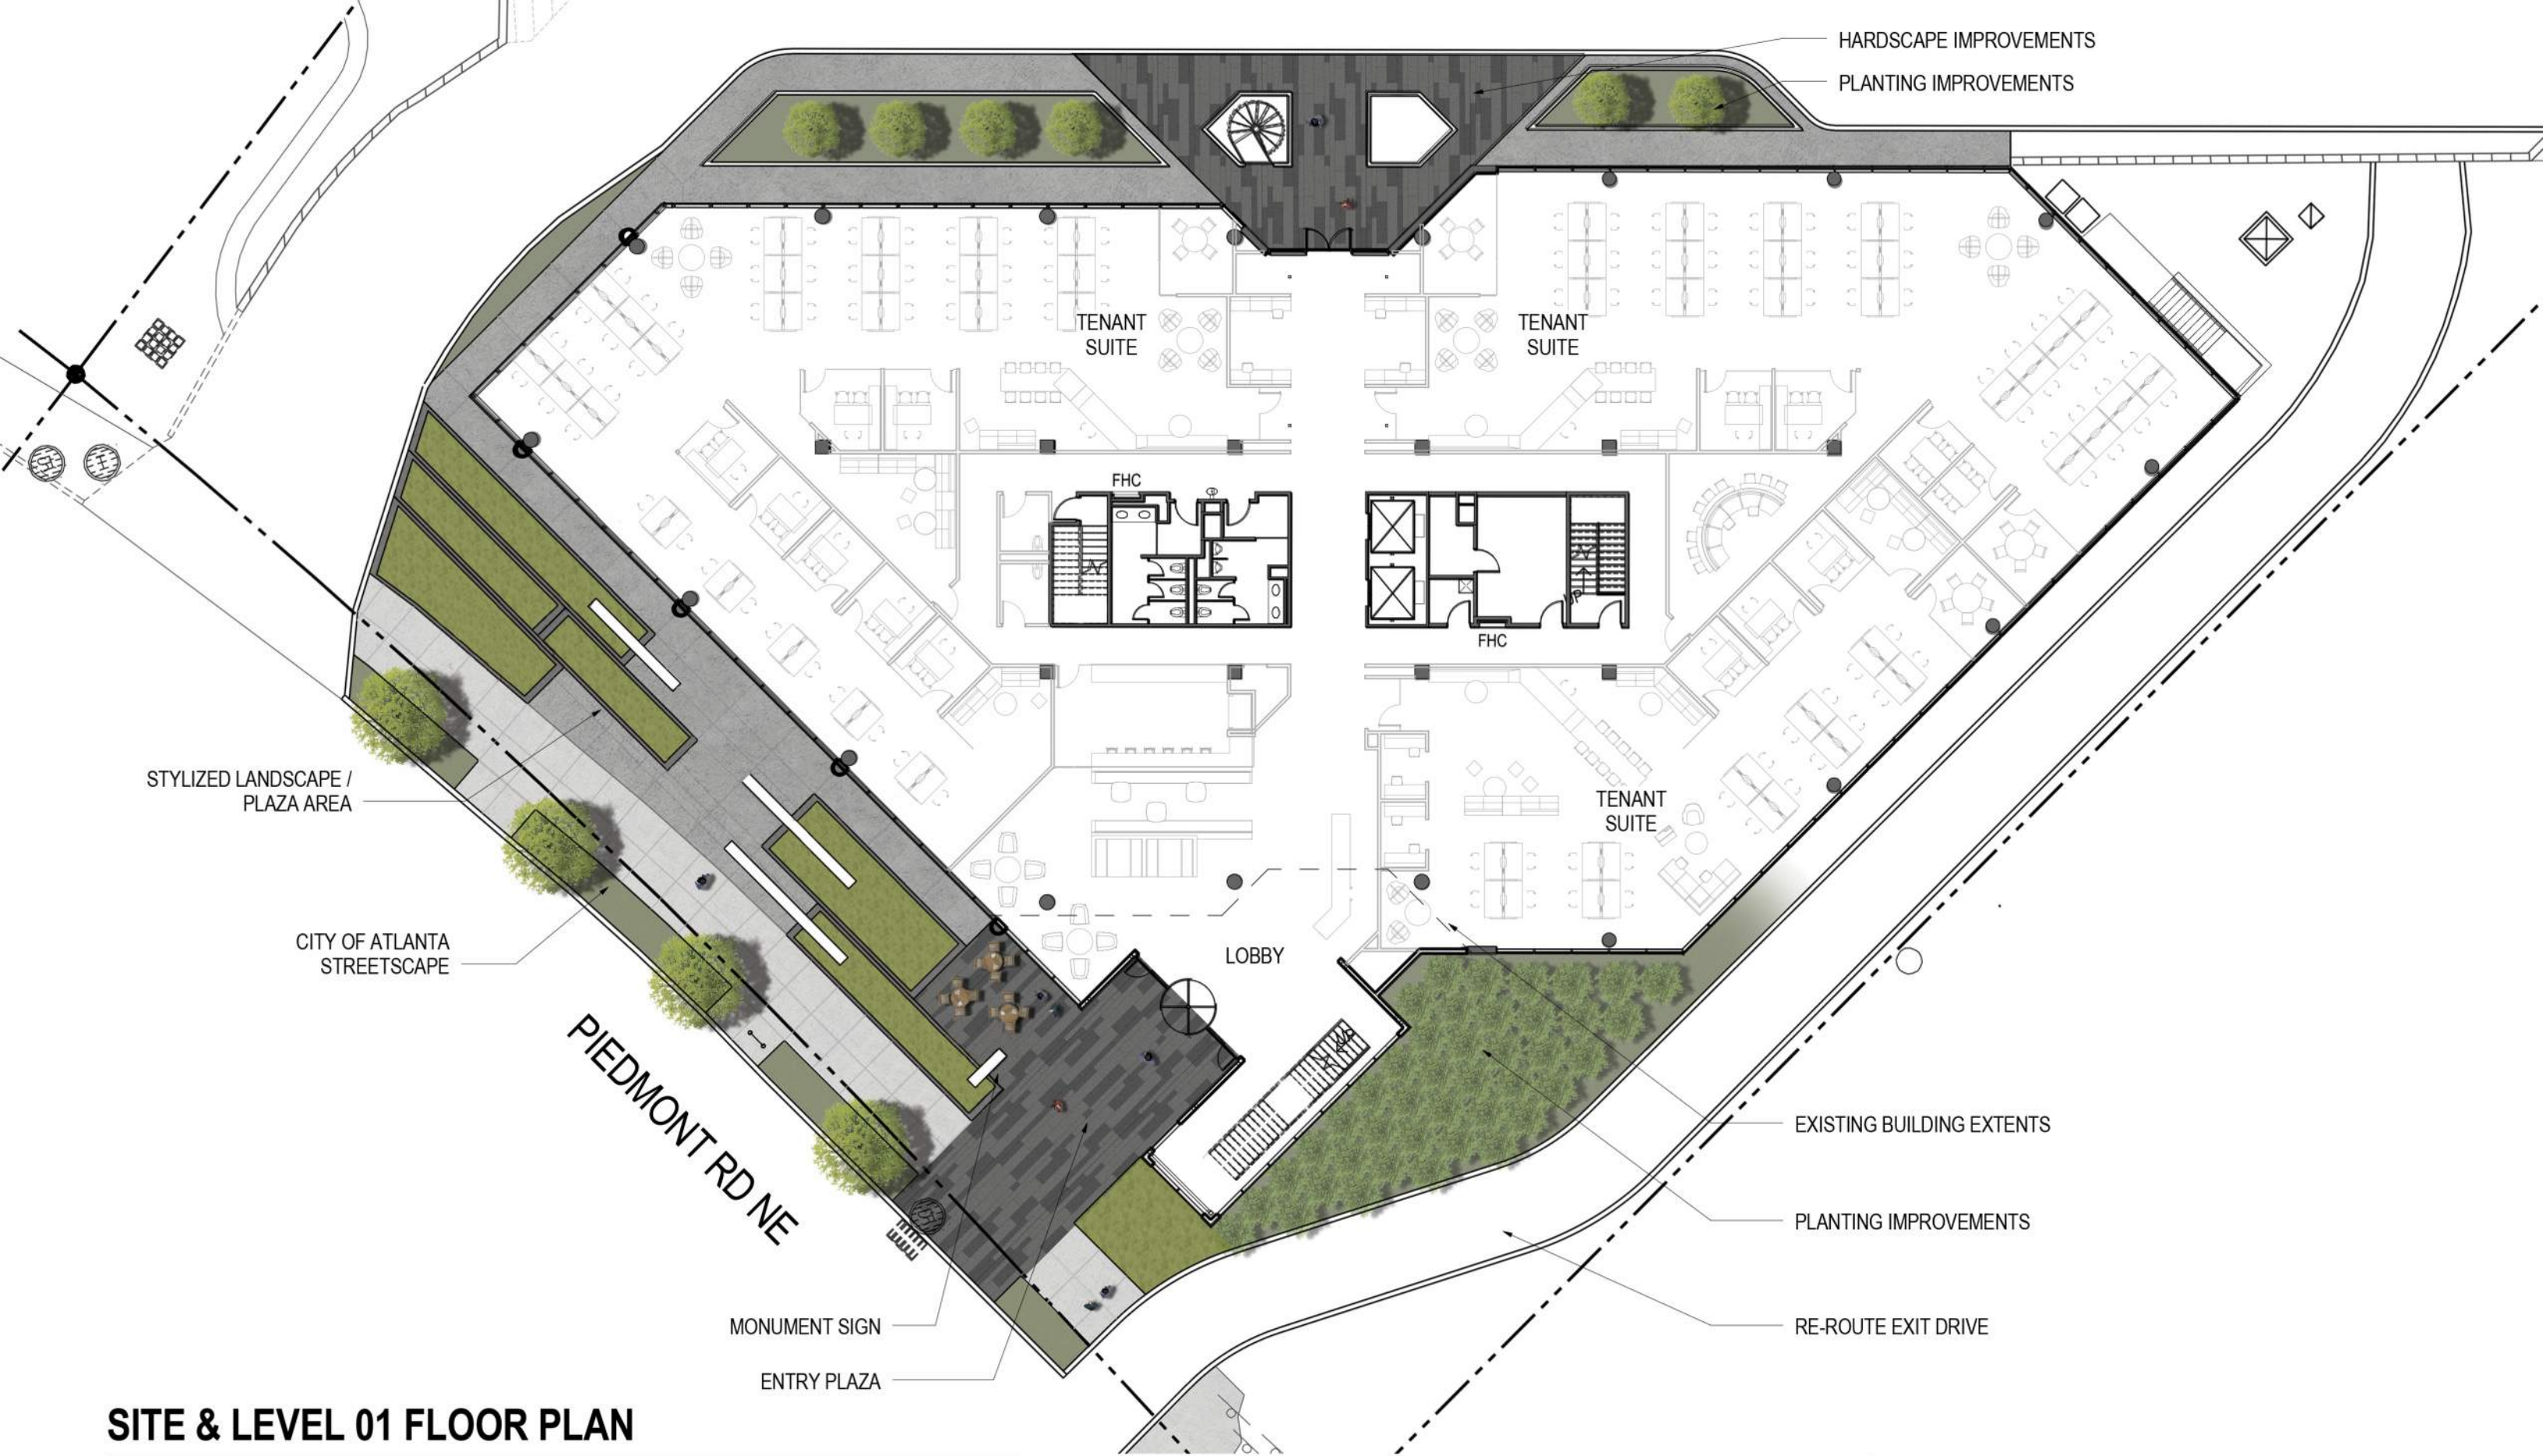 HARDSCAPE IMPROVEMENTS
PLANTING IMPROVEMENTS
TENANT
SUITE
TENANT
SUITE
FHC
UP
FHC
STYLIZED LANDSCAPE /
PLAZA AREA
TENANT
SUITE
CITY OF ATLANTA
STREETSCAPE
LOBBY
PIEDMONT RD NE
EXISTING BUILDING EXTENTS
PLANTING IMPROVEMENTS
MONUMENT SIGN
RE-ROUTE EXIT DRIVE
ENTRY PLAZA
SITE & LEVEL 01 FLOOR PLAN